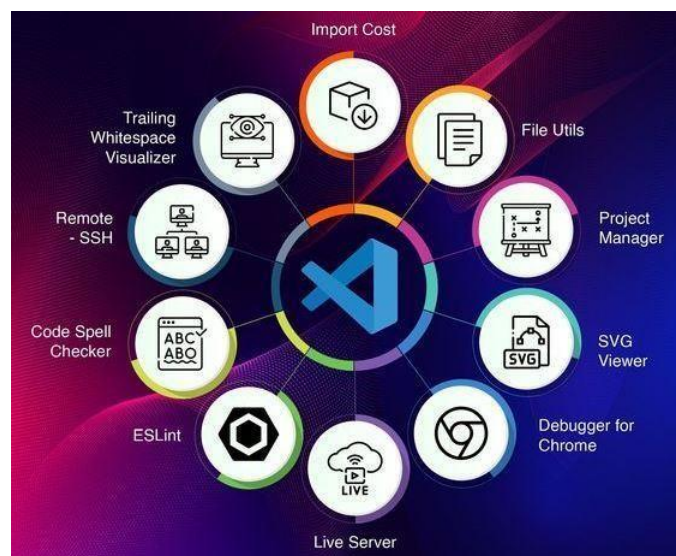 Import Cost
File Utils
Project
Manager
SVG
SVG
Viewer
Debugger for
Chrome
LIVE
Live Server
ESLint
ABC
ABO
Code Spell
Checker
Remote
- SSH
Trailing
Whitespace
Visualizer